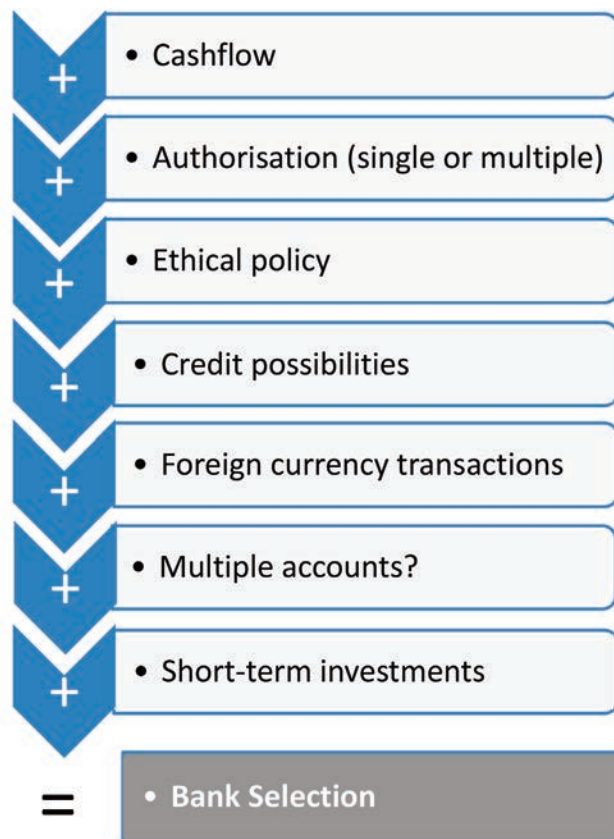 + • Cashflow
+ • Authorisation (single or multiple)
+ • Ethical policy
+ • Credit possibilities
+ • Foreign currency transactions
+ • Multiple accounts?
+ • Short-term investments
= • Bank Selection